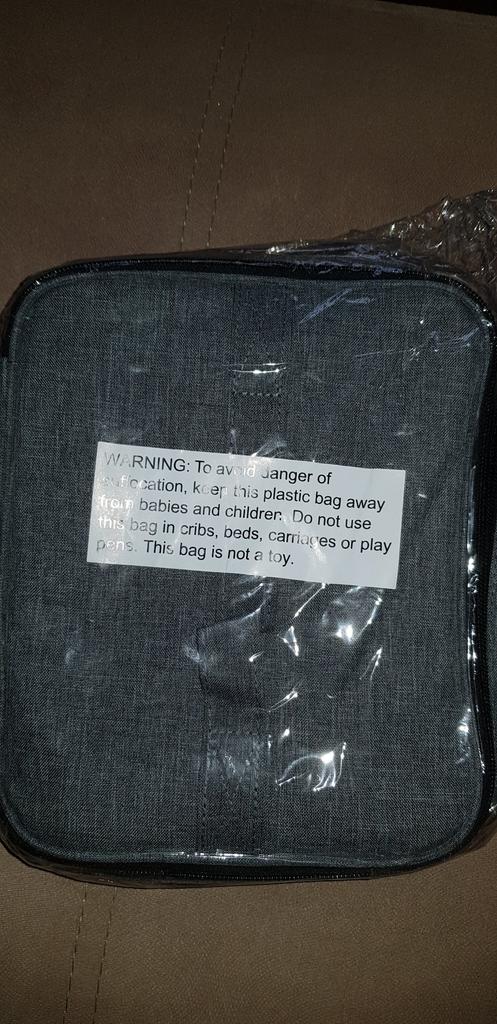 WARNING: To avoid danger of
suffocation, keep this plastic bag away
from babies and children. Do not use
this bag in cribs, beds, carriages or play
pens. This bag is not a toy.